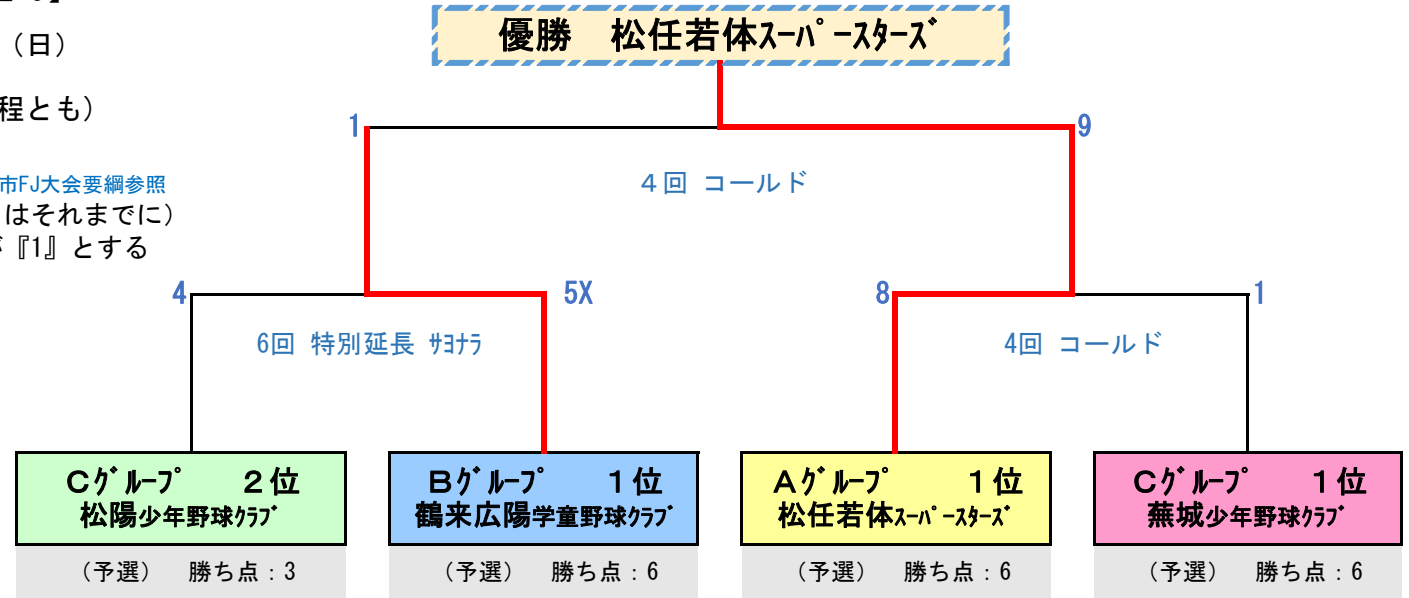 優勝　松任若体ｽｰﾊﾟｰｽﾀｰｽﾞ
（日）
程とも）
市FJ大会要綱参照
はそれまでに）
『1』とする
1
9
４回 コールド
4
5X
8
1
6回 特別延長 ｻﾖﾅﾗ
4回 コールド
Ｃｸﾞﾙｰﾌﾟ　２位
松陽少年野球ｸﾗﾌﾞ
（予選）　勝ち点：3
Ｂｸﾞﾙｰﾌﾟ　１位
鶴来広陽学童野球ｸﾗﾌﾞ
（予選）　勝ち点：6
Ａｸﾞﾙｰﾌﾟ　１位
松任若体ｽｰﾊﾟｰｽﾀｰｽﾞ
（予選）　勝ち点：6
Ｃｸﾞﾙｰﾌﾟ　１位
蕪城少年野球ｸﾗﾌﾞ
（予選）　勝ち点：6